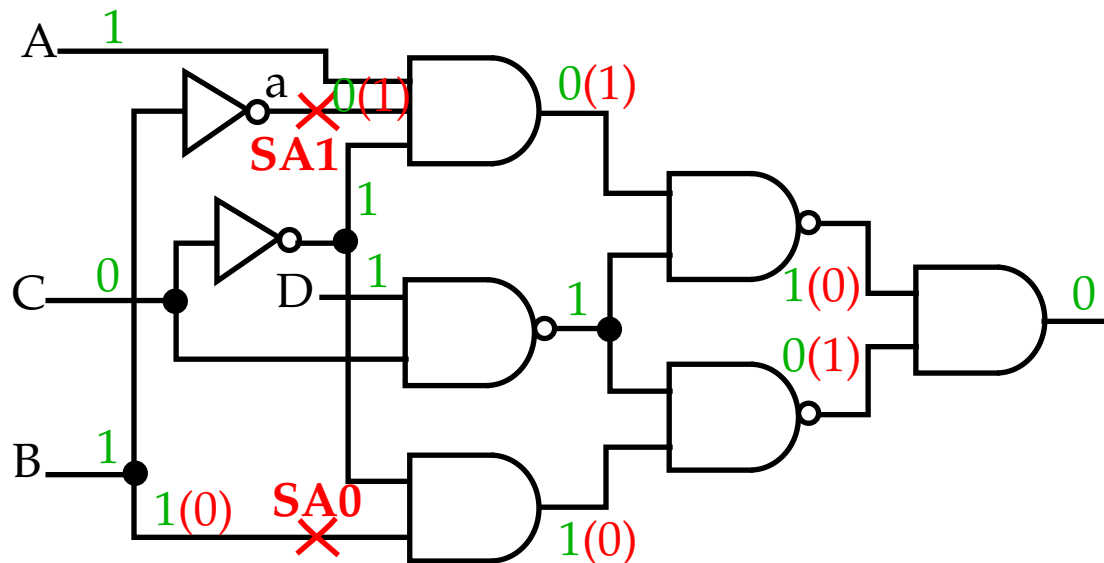 A 1
a 0(1) 0(1)
SA1
1
C 0 D 1 1 1(0) 0
0(1)
B 1
1(0) SA0
1(0)